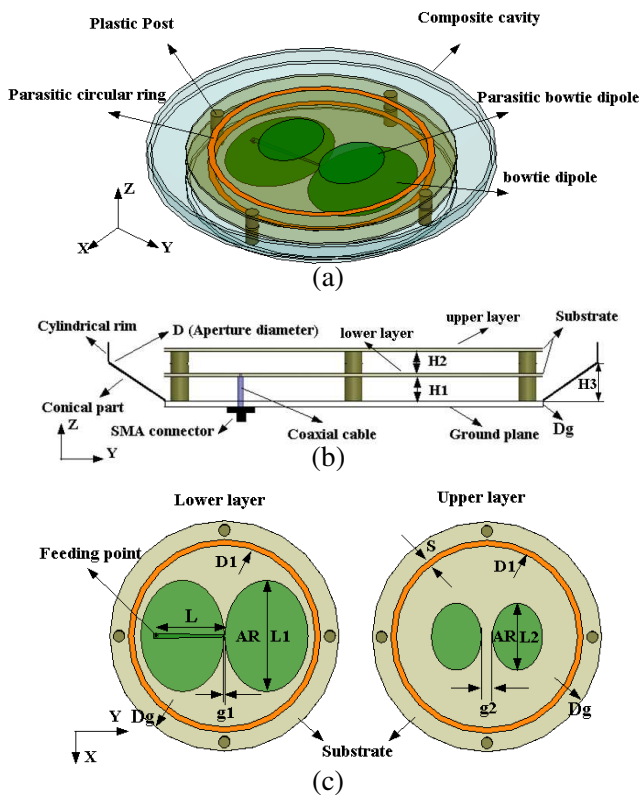 Plastic Post
Composite cavity
Parasitic circular ring
Parasitic bowtie dipole
bowtie dipole
Z
X
Y
(a)
Cylindrical rim
D (Aperture diameter)
lower layer
upper layer
Substrate
H2
H1
H3
Conical part
SMA connector
Coaxial cable
Ground plane
Dg
Z
Y
(b)
Lower layer
Upper layer
Feeding point
D1
S
D1
L
AR
L1
AR
L2
g1
g2
Dg
Dg
Y
X
Substrate
(c)